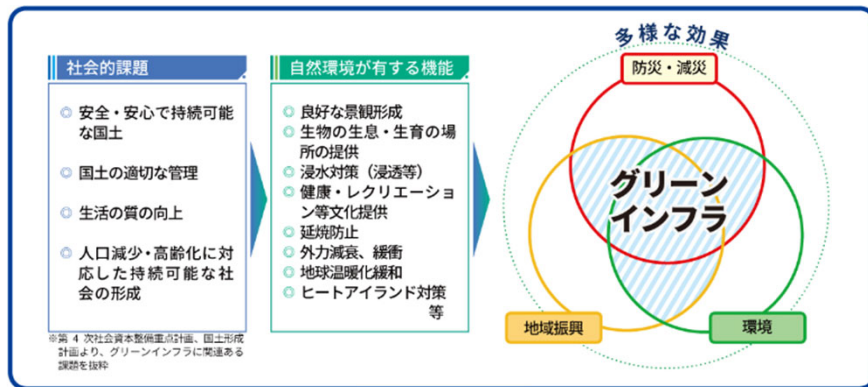 社会的課題
◎ 安全・安心で持続可能
な国土
◎ 国土の適切な管理
◎ 生活の質の向上
◎ 人口減少・高齢化に対
応した持続可能な社
会の形成
※第 4 次社会資本整備重点計画、国土形成
計画より、グリーンインフラに関連ある
課題を抜粋
自然環境が有する機能
◎ 良好な景観形成
◎ 生物の生息・生育の場
所の提供
◎ 浸水対策（浸透等）
◎ 健康・レクリエーショ
ン等文化提供
◎ 延焼防止
◎ 外力減衰、緩衝
◎ 地球温暖化緩和
◎ ヒートアイランド対策
等
多様な効果
防災・減災
グリーン
インフラ
地域振興
環境